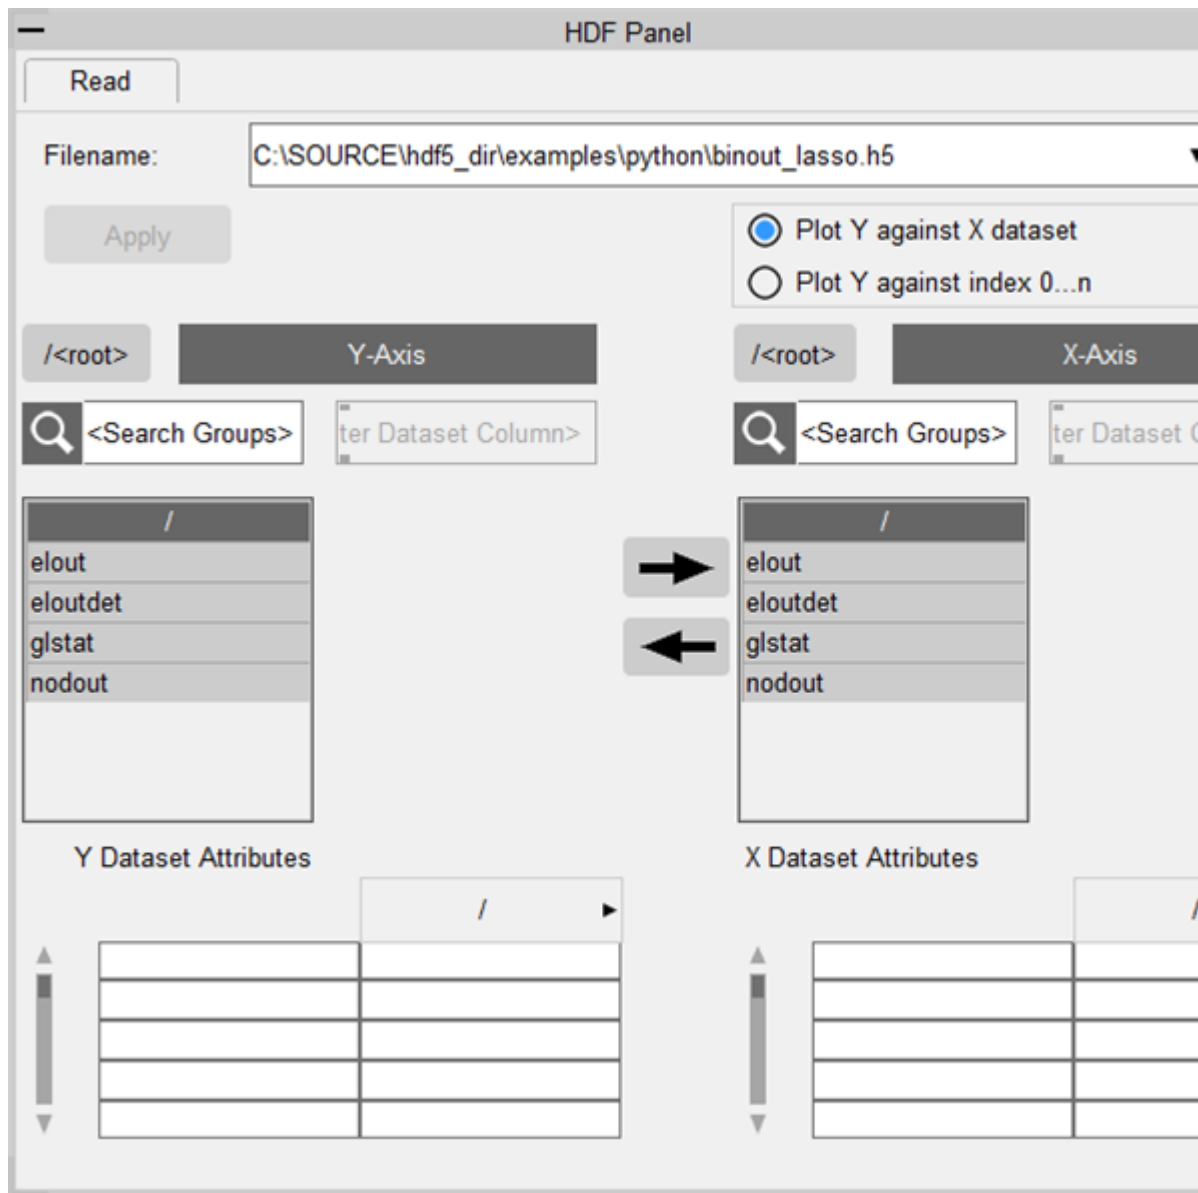 HDF Panel
Read
Filename: C:\SOURCE\hdf5_dir\examples\python\binout_lasso.h5
Apply
Plot Y against X dataset
Plot Y against index 0...n
/<root> Y-Axis /<root> X-Axis
<Search Groups> ter Dataset Column> <Search Groups> ter Dataset
/ /
elout elout
eloutdet eloutdet
glstat glstat
nodout nodout
Y Dataset Attributes X Dataset Attributes
/ /